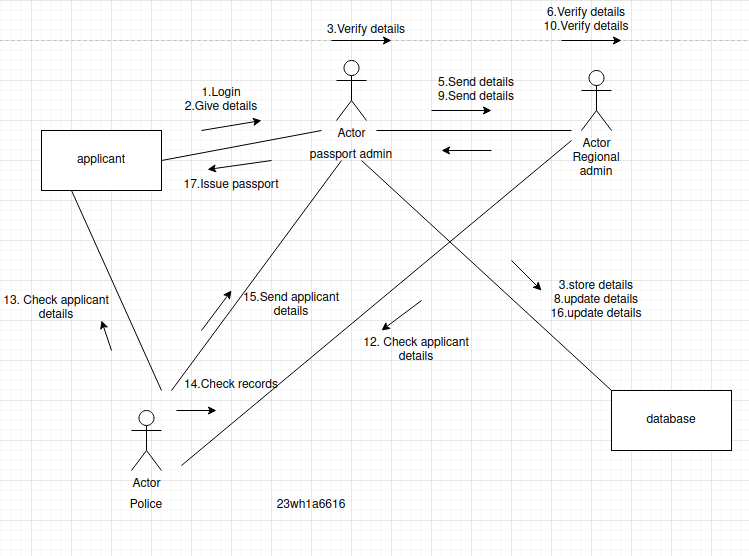 6.Verify details
10.Verify details
3.Verify details
5.Send details
9.Send details
1.Login
2.Give details
Actor
passport admin
Actor
Regional
admin
applicant
17.Issue passport
13. Check applicant
details
15.Send applicant
details
3.store details
8.update details
16.update details
12. Check applicant
details
14.Check records
database
Actor
Police
23wh1a6616